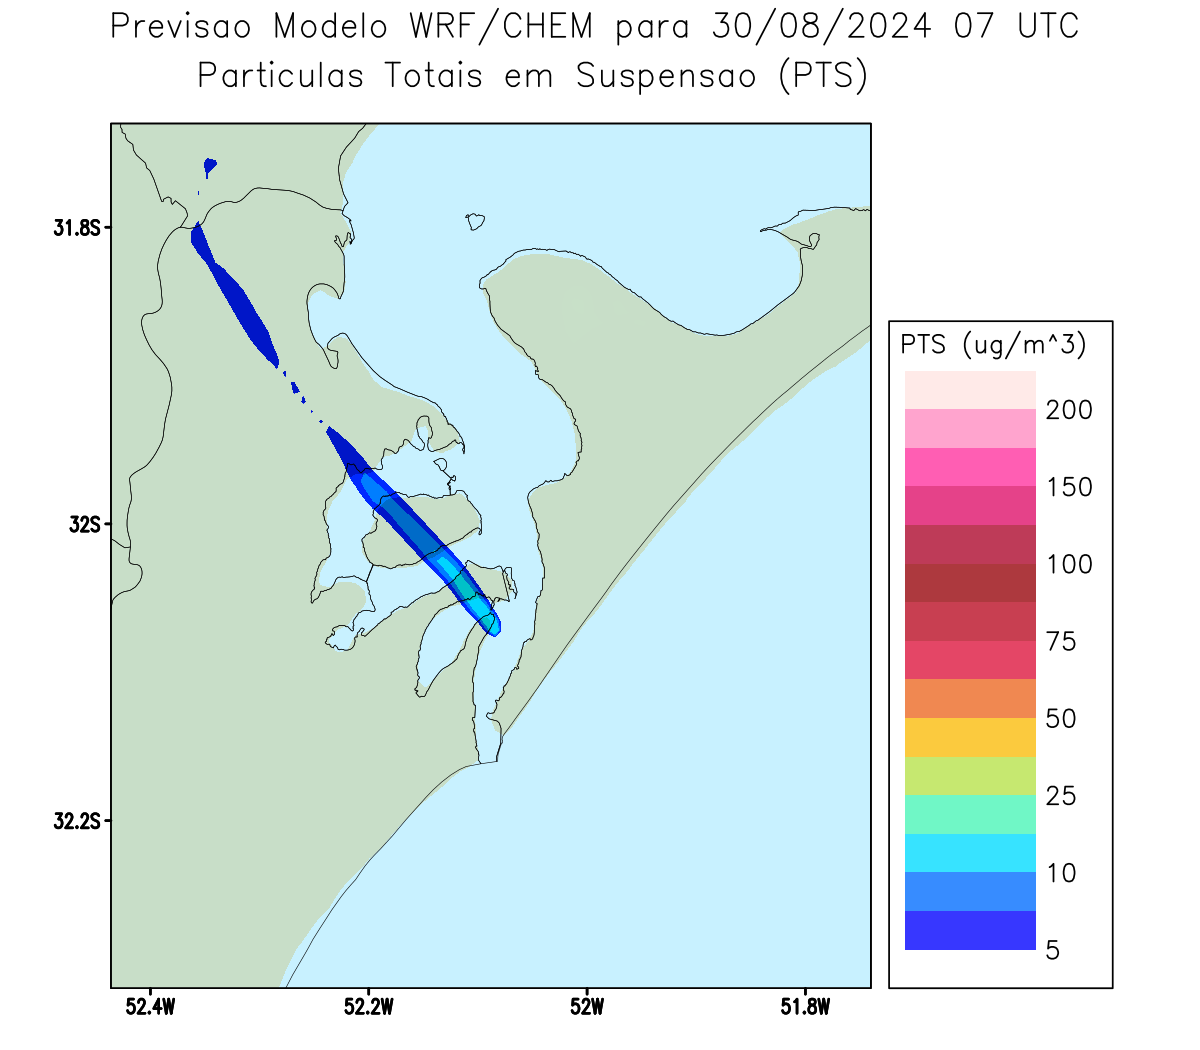 Previsao Modelo WRF/CHEM para 30/08/2024 07 UTC
Particulas Totais em Suspensao (PTS)
31.8S
32S
32.2S
52.4W
52.2W
52W
51.8W
PTS (ug/m^3)
200
150
100
75
50
25
10
5